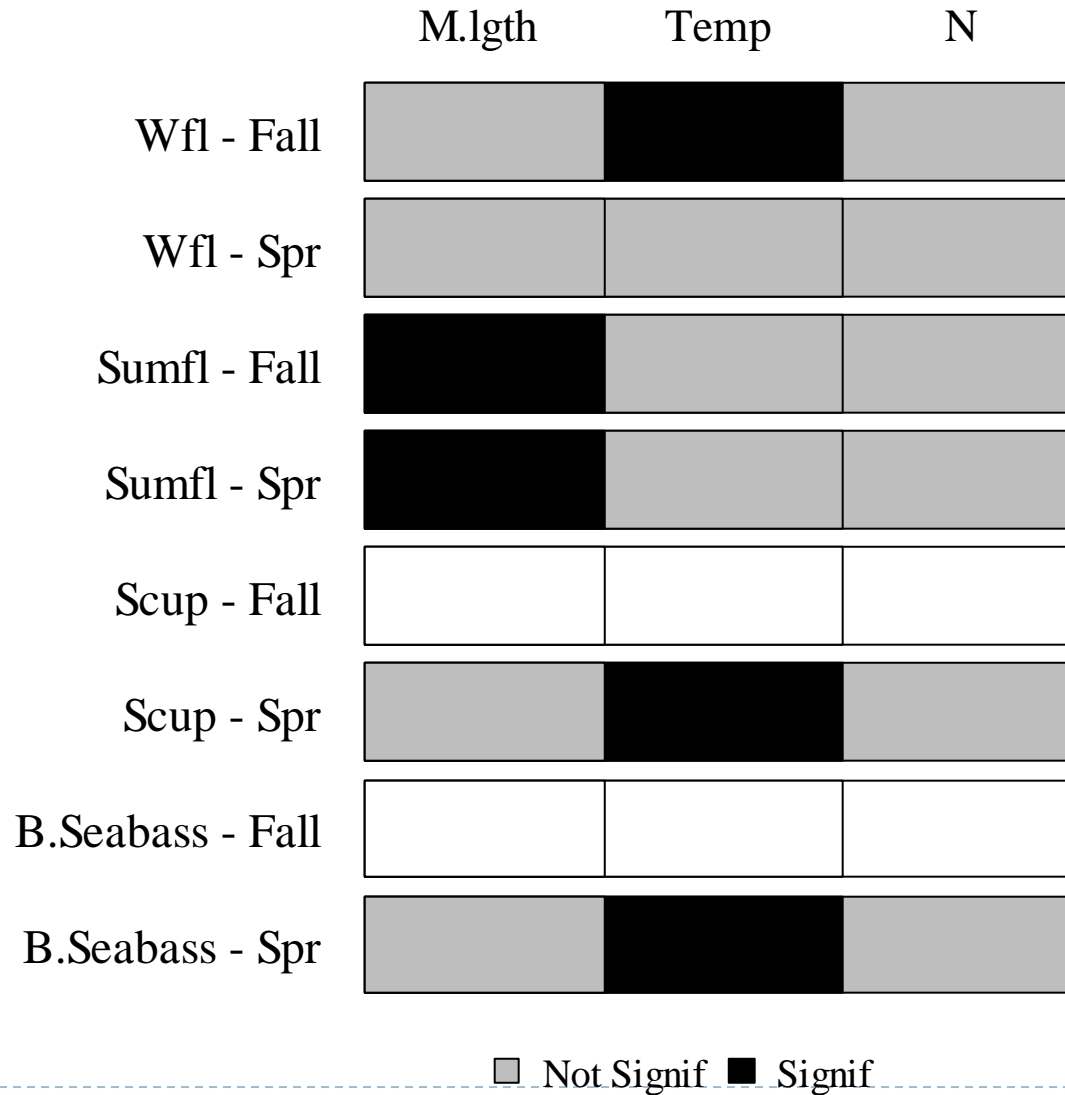 M.lgth Temp N
Wfl - Fall
Wfl - Spr
Sumfl - Fall
Sumfl - Spr
Scup - Fall
Scup - Spr
B.Seabass - Fall
B.Seabass - Spr
Not Signif Signif